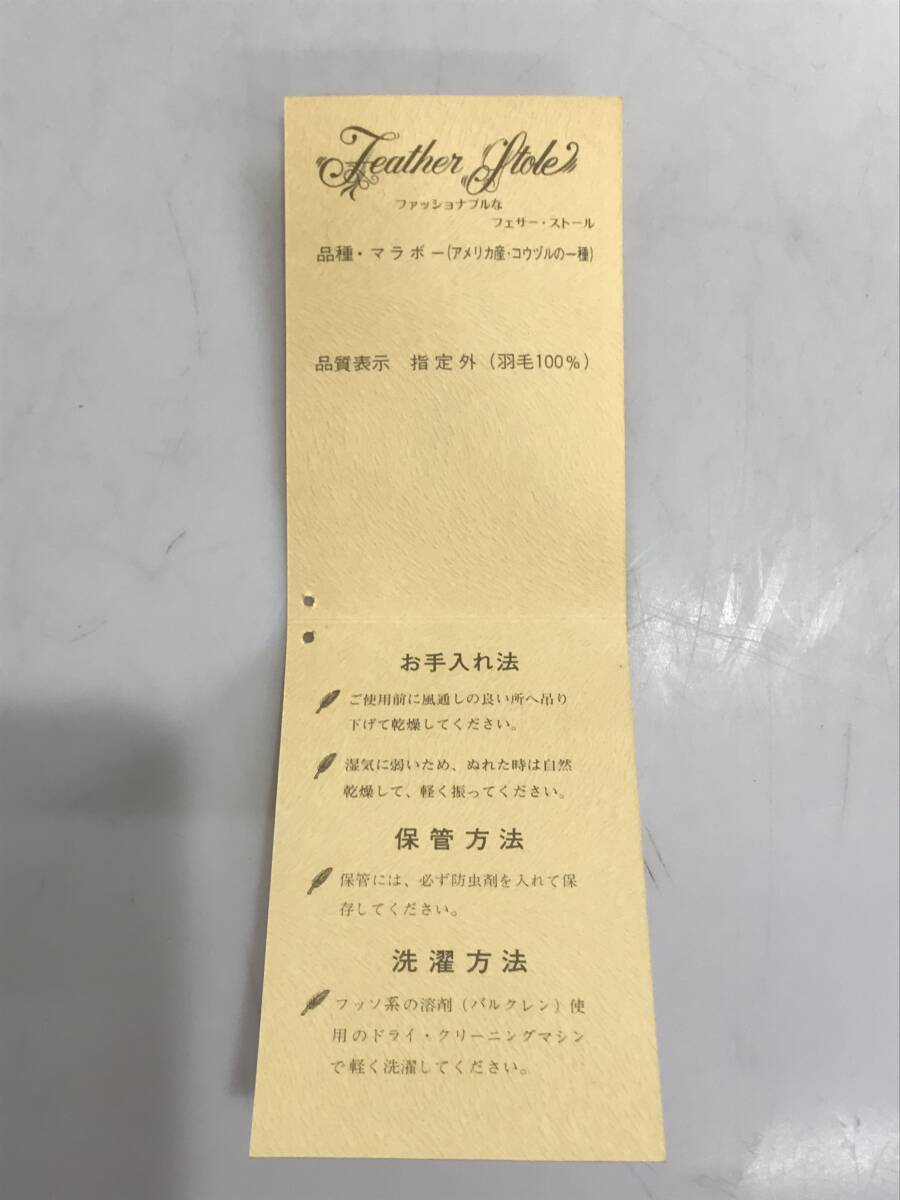 Feather Stole
ファッショナブルな
フェザー・ストール
品種・マラボー(アメリカ産・コウヅルの一種)
品質表示 指定外(羽毛100%)
お手入れ法
ご使用前に風通しの良い所へ吊り
下げて乾燥してください。
湿気に弱いため、ぬれた時は自然
乾燥して、軽く振ってください。
保管方法
保管には、必ず防虫剤を入れて保
存してください。
洗濯方法
フッソ系の溶剤(バルクレン)使
用のドライ・クリーニングマシン
で軽く洗濯してください。